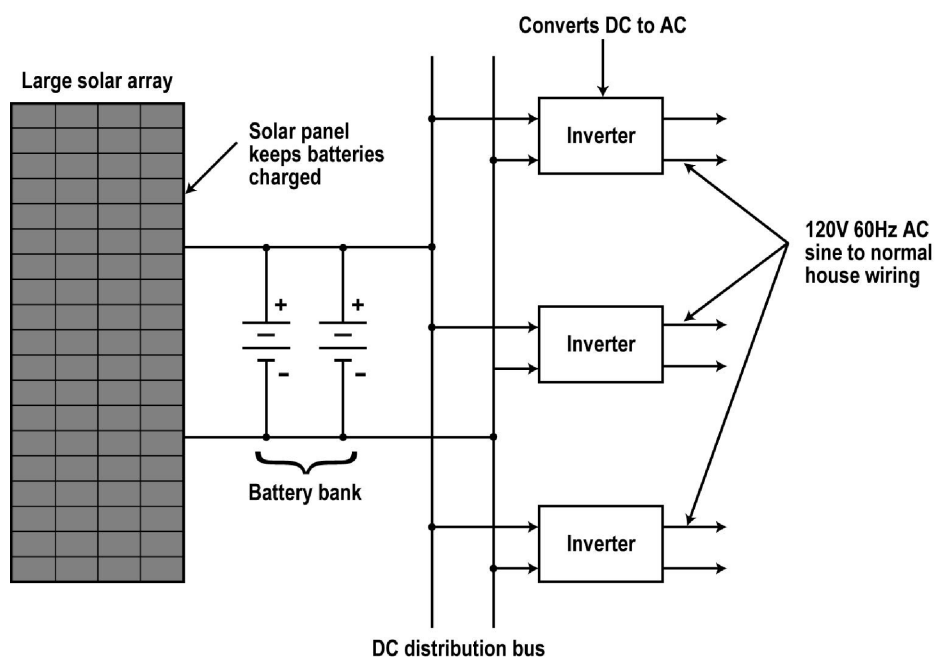 Converts DC to AC
Large solar array
Solar panel
keeps batteries
charged
Inverter
120V 60Hz AC
sine to normal
house wiring
+
+
Inverter
-
-
Battery bank
Inverter
DC distribution bus